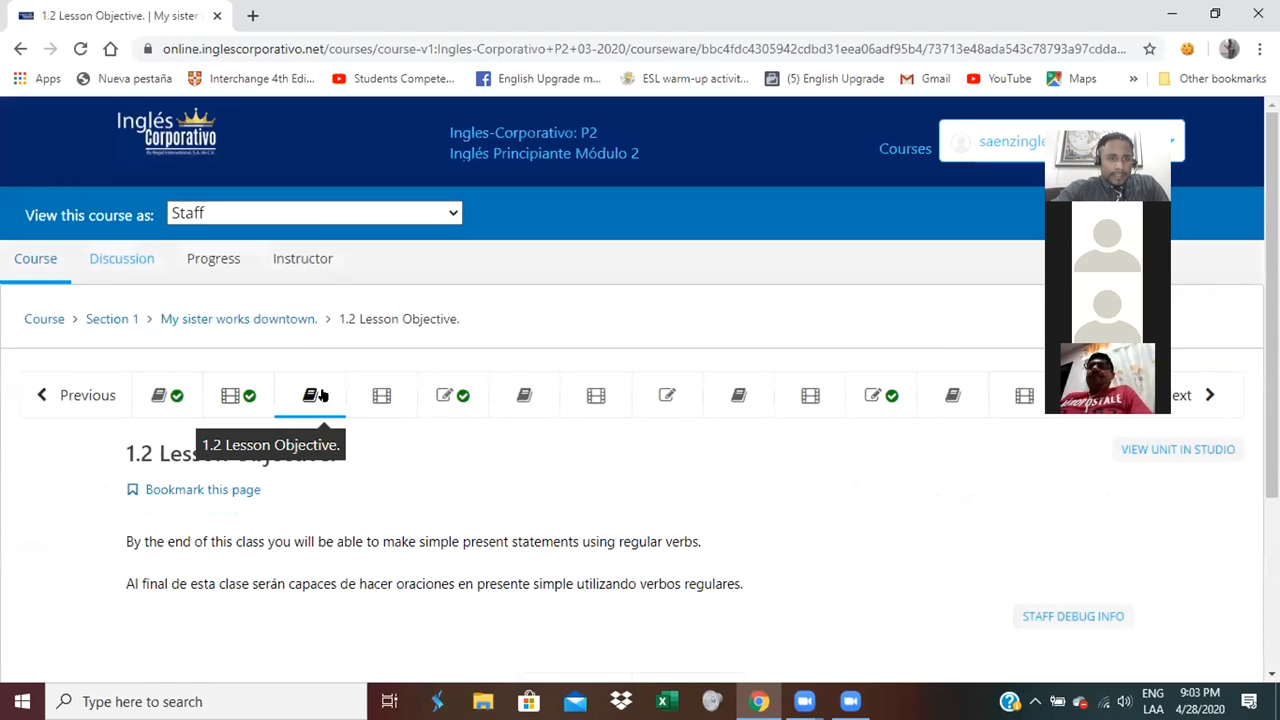 1.2 Lesson Objective. | My sister
online.inglescorporativo.net/courses/course-v1:Ingles-Corporativo+P2+03-2020/courseware/bbc4fdc4305942cdbd31eea06adf95b4/73713e48ada543c78793a97cdda...
Apps
Nueva pestaña
Interchange 4th Edi...
Students Compete...
English Upgrade m...
ESL warm-up activit...
(5) English Upgrade
Gmail
YouTube
Maps
»
Other bookmarks
Inglés
Corporativo
Ingles-Corporativo: P2
Inglés Principiante Módulo 2
Courses
saenzingle
View this course as:
Staff
Course
Discussion
Progress
Instructor
Course > Section 1 > My sister works downtown. > 1.2 Lesson Objective.
Previous
ext
1.2 Lesson Objective.
1.2 Les
VIEW UNIT IN STUDIO
Bookmark this page
By the end of this class you will be able to make simple present statements using regular verbs.
Al final de esta clase serán capaces de hacer oraciones en presente simple utilizando verbos regulares.
STAFF DEBUG INFO
Type here to search
ENG
LAA
9:03 PM
4/28/2020